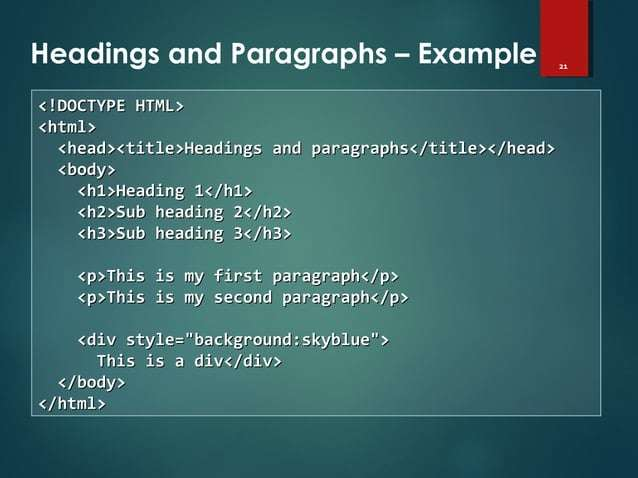 Headings and Paragraphs – Example
21
<!DOCTYPE HTML>
<html>
  <head><title>Headings and paragraphs</title></head>
  <body>
    <h1>Heading 1</h1>
    <h2>Sub heading 2</h2>
    <h3>Sub heading 3</h3>

    <p>This is my first paragraph</p>
    <p>This is my second paragraph</p>

    <div style="background:skyblue">
      This is a div</div>
  </body>
</html>